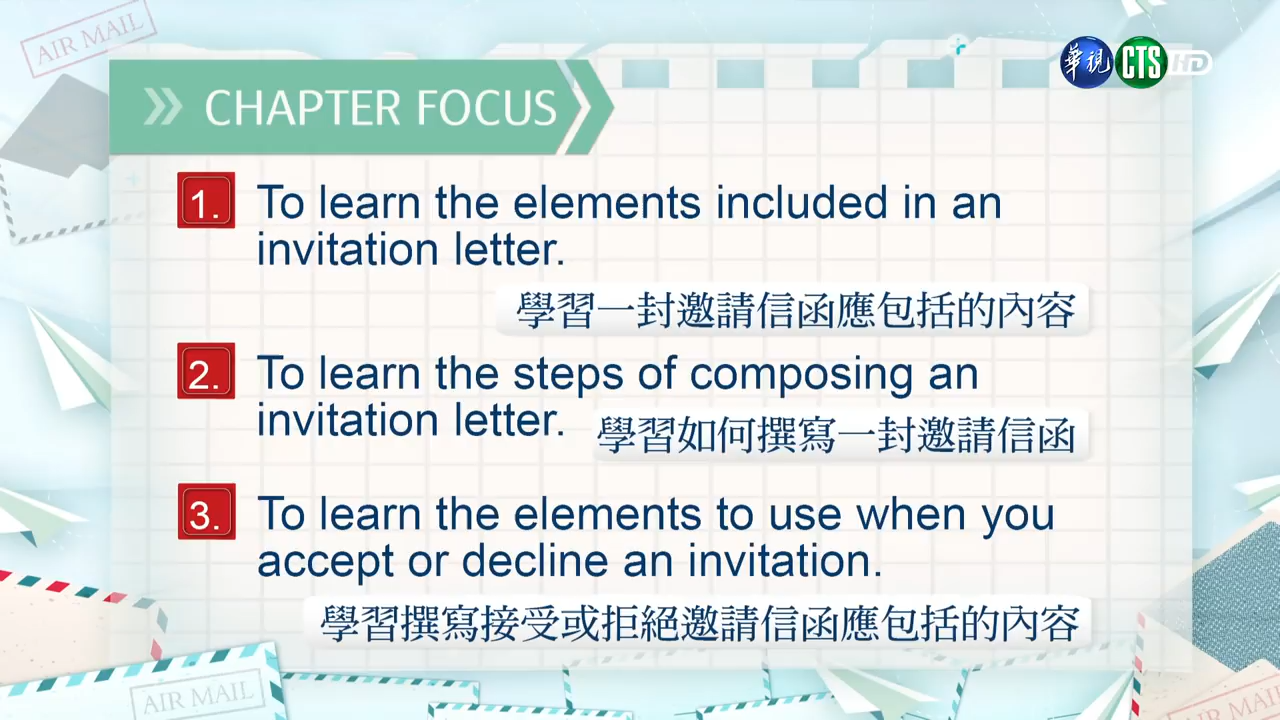 AIR MAIL
華視 CTS HD
CHAPTER FOCUS
1. To learn the elements included in an
invitation letter.
學習一封邀請信函應包括的內容
2. To learn the steps of composing an
invitation letter.
學習如何撰寫一封邀請信函
3. To learn the elements to use when you
accept or decline an invitation.
學習撰寫接受或拒絕邀請信函應包括的內容
AIR MAIL
AIR MAIL